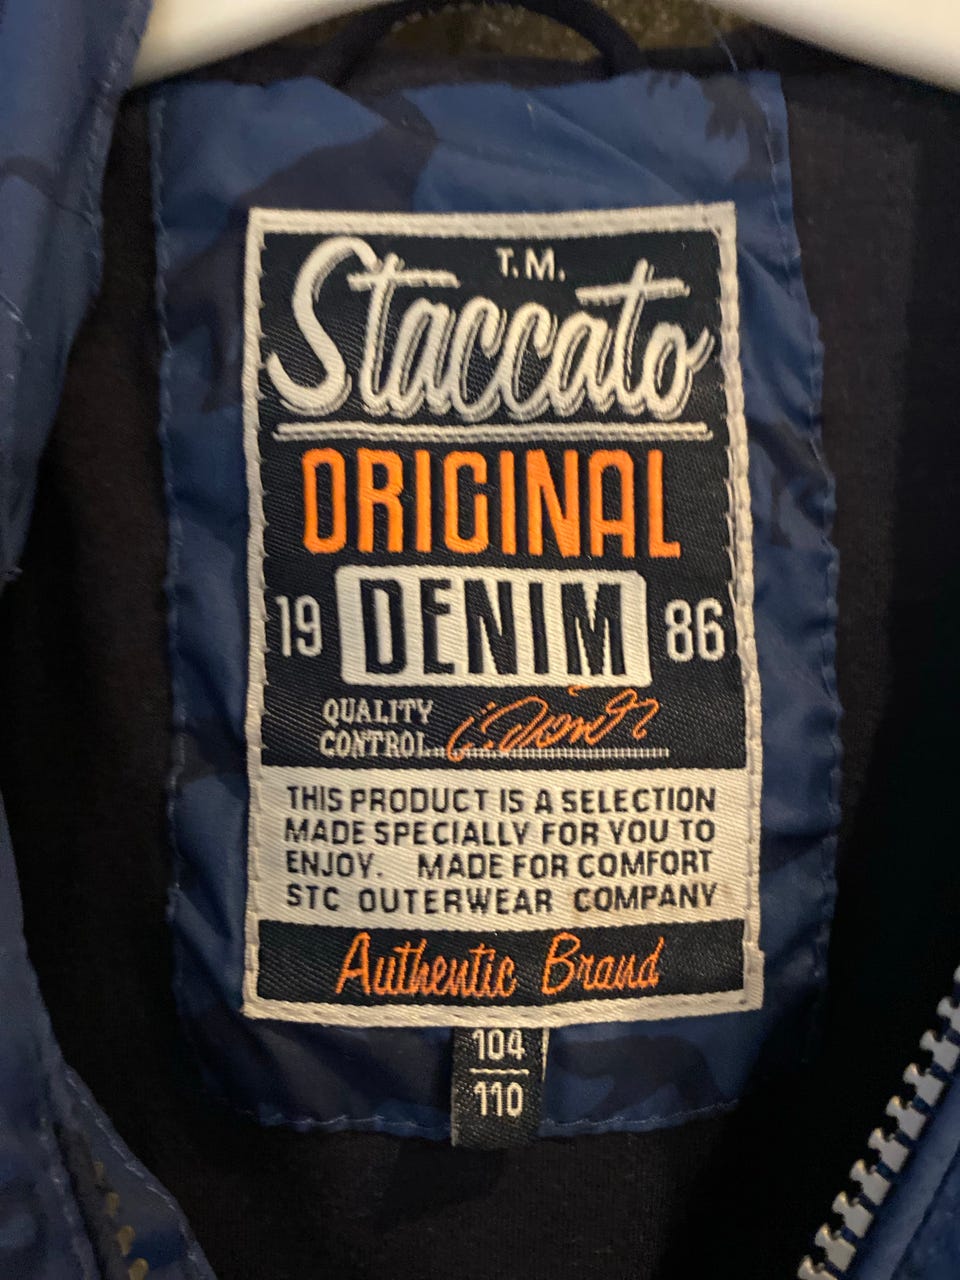 T.M.
Staccato
ORIGINAL
19 DENIM 86
QUALITY
CONTROL
THIS PRODUCT IS A SELECTION
MADE SPECIALLY FOR YOU TO
ENJOY. MADE FOR COMFORT
STC OUTERWEAR COMPANY
Authentic Brand
104
110